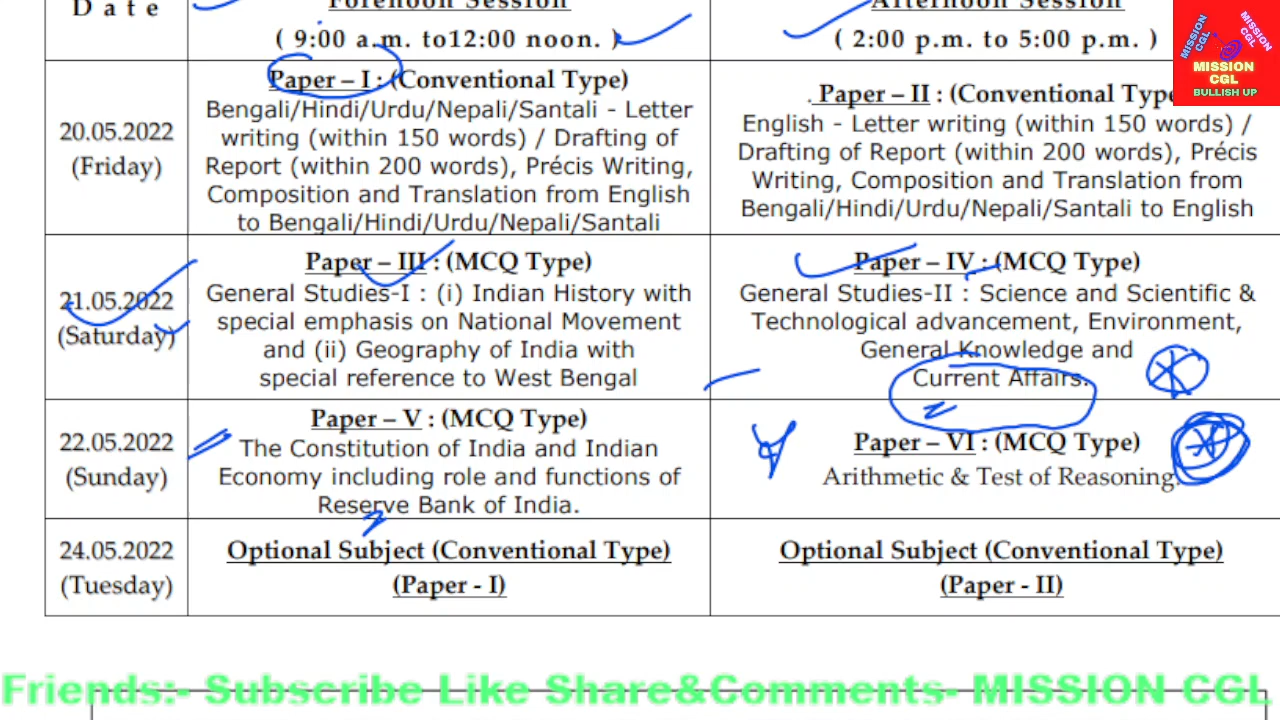 Date
Forenoon Session
( 9:00 a.m. to12:00 noon. )
Afternoon Session
( 2:00 p.m. to 5:00 p.m. )
MISSION CGL
MISSION CGL
MISSION
CGL
BULLISH UP
20.05.2022
(Friday)
Paper – I : (Conventional Type)
Bengali/Hindi/Urdu/Nepali/Santali - Letter
writing (within 150 words) / Drafting of
Report (within 200 words), Précis Writing,
Composition and Translation from English
to Bengali/Hindi/Urdu/Nepali/Santali
Paper – II : (Conventional Type
English - Letter writing (within 150 words) /
Drafting of Report (within 200 words), Précis
Writing, Composition and Translation from
Bengali/Hindi/Urdu/Nepali/Santali to English
21.05.2022
(Saturday)
Paper – III : (MCQ Type)
General Studies-I : (i) Indian History with
special emphasis on National Movement
and (ii) Geography of India with
special reference to West Bengal
Paper – IV : (MCQ Type)
General Studies-II : Science and Scientific &
Technological advancement, Environment,
General Knowledge and
Current Affairs.
22.05.2022
(Sunday)
Paper – V : (MCQ Type)
The Constitution of India and Indian
Economy including role and functions of
Reserve Bank of India.
Paper – VI : (MCQ Type)
Arithmetic & Test of Reasoning.
24.05.2022
(Tuesday)
Optional Subject (Conventional Type)
(Paper - I)
Optional Subject (Conventional Type)
(Paper - II)
Friends:- Subscribe Like Share&Comments- MISSION CGL